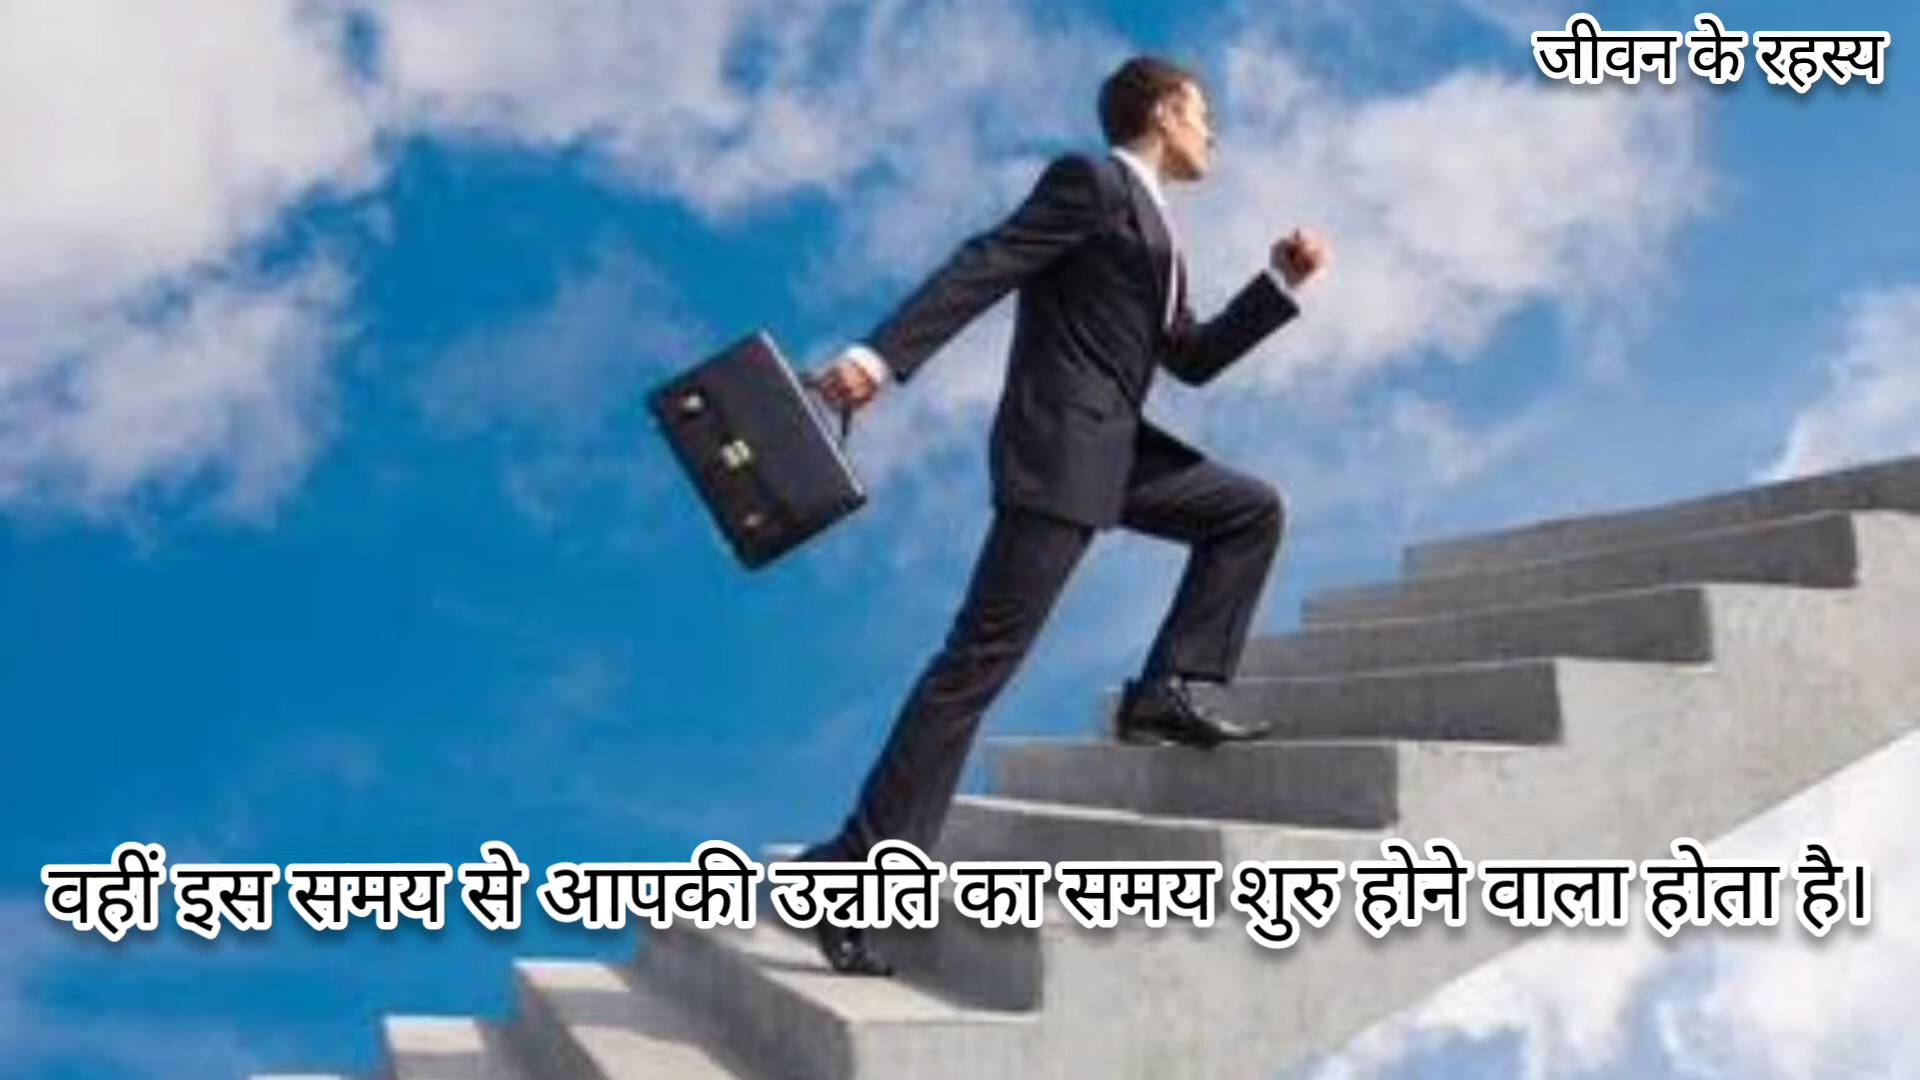 जीवन के रहस्य
वहीं इस समय से आपकी उन्नति का समय शुरु होने वाला होता है।